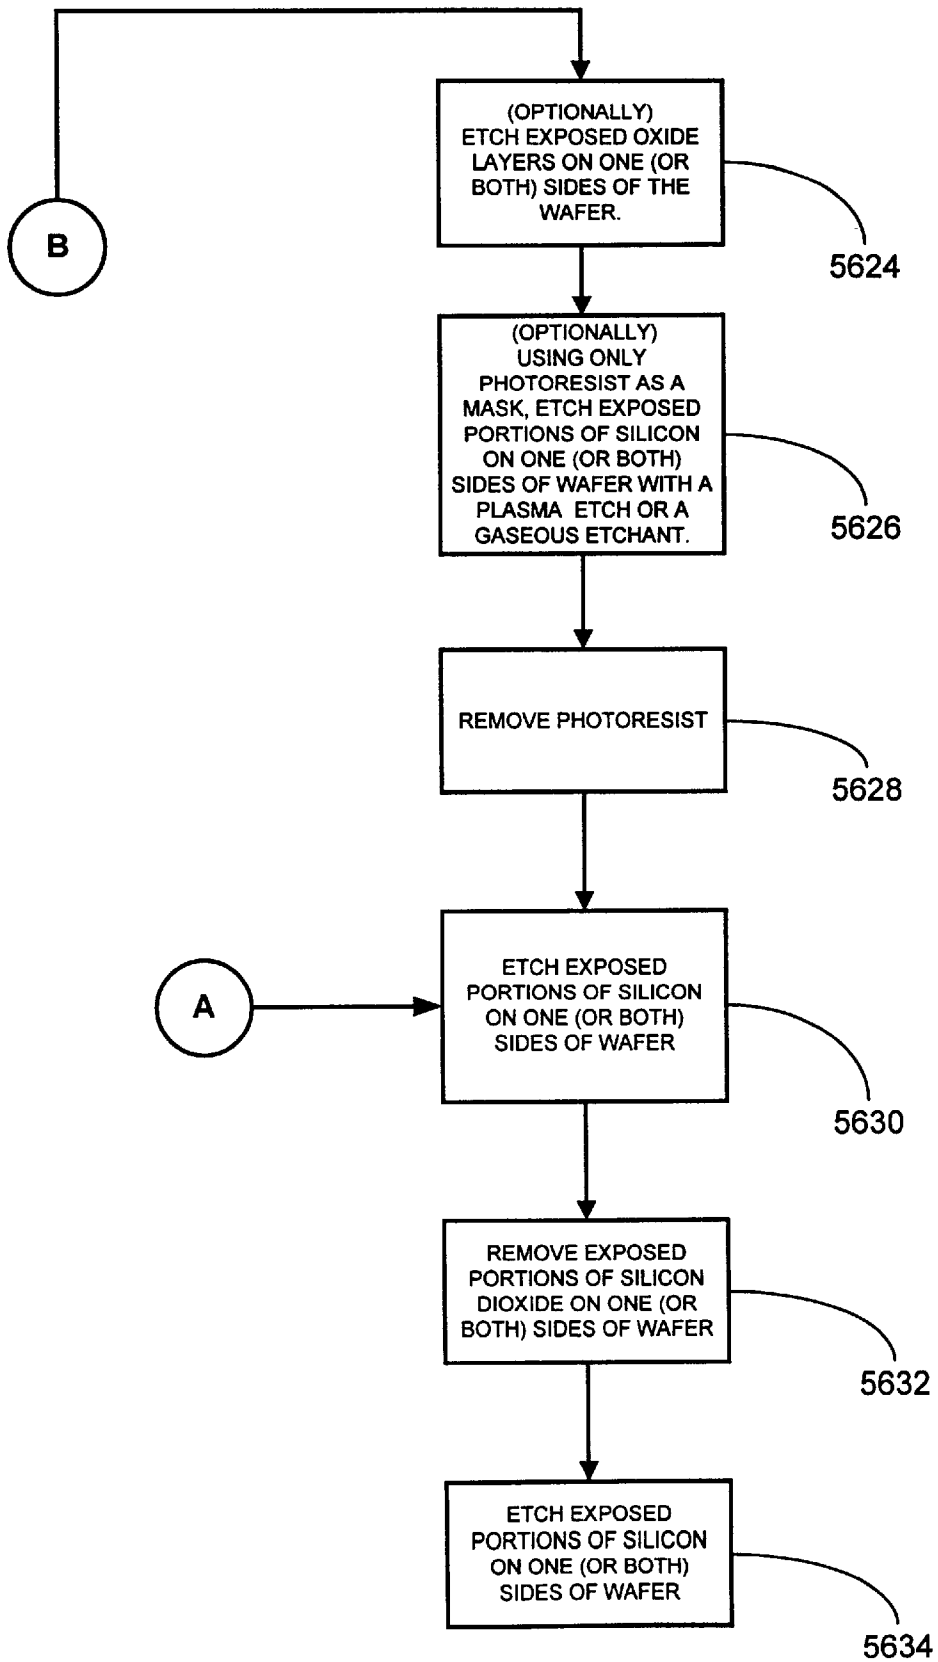 (OPTIONALLY)
ETCH EXPOSED OXIDE
LAYERS ON ONE (OR
BOTH) SIDES OF THE
WAFER.
B
5624
(OPTIONALLY)
USING ONLY
PHOTORESIST AS A
MASK, ETCH EXPOSED
PORTIONS OF SILICON
ON ONE (OR BOTH)
SIDES OF WAFER WITH A
PLASMA ETCH OR A
GASEOUS ETCHANT.
5626
REMOVE PHOTORESIST
5628
A
ETCH EXPOSED
PORTIONS OF SILICON
ON ONE (OR BOTH)
SIDES OF WAFER
5630
REMOVE EXPOSED
PORTIONS OF SILICON
DIOXIDE ON ONE (OR
BOTH) SIDES OF WAFER
5632
ETCH EXPOSED
PORTIONS OF SILICON
ON ONE (OR BOTH)
SIDES OF WAFER
5634